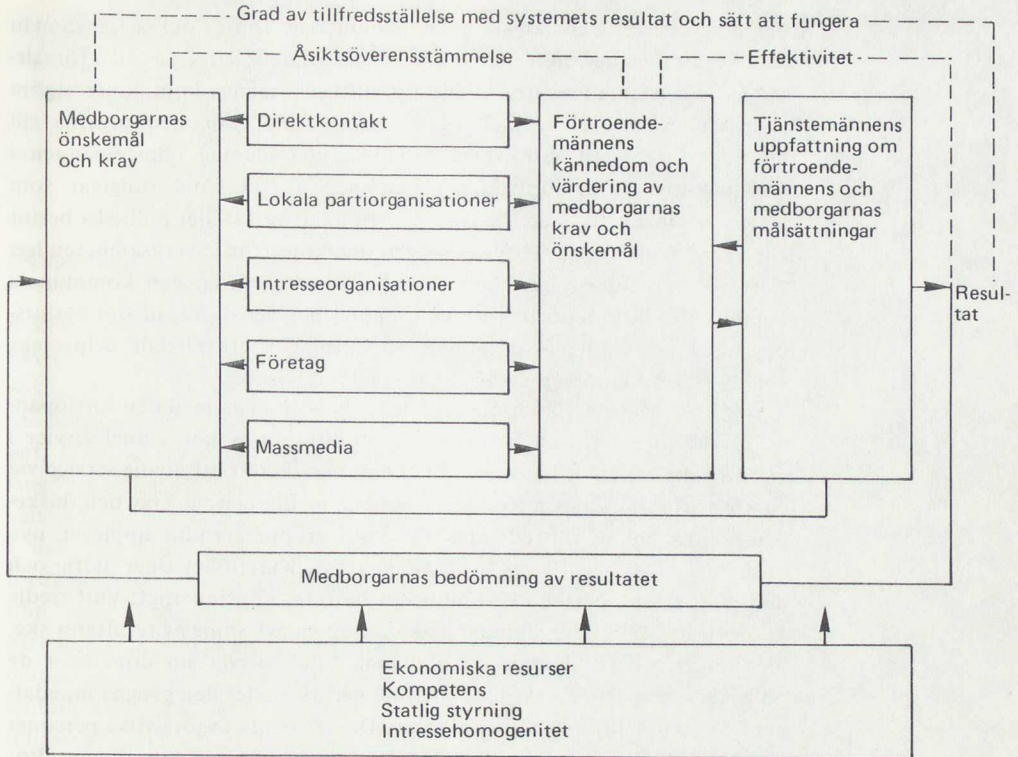 Grad av tillfredsställelse med systemets resultat och sätt att fungera
Åsiktsöverensstämmelse
Effektivitet
Medborgarnas
önskemål
och krav
Direktkontakt
Lokala partiorganisationer
Intresseorganisationer
Företag
Massmedia
Förtroende-
männens
kännedom och
värdering av
medborgarnas
krav och
önskemål
Tjänstemännens
uppfattning om
förtroende-
männens och
medborgarnas
målsättningar
Resul-
tat
Medborgarnas bedömning av resultatet
Ekonomiska resurser
Kompetens
Statlig styrning
Intressehomogenitet